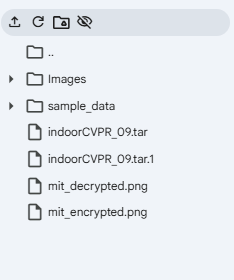 ..
Images
sample_data
indoorCVPR_09.tar
indoorCVPR_09.tar.1
mit_decrypted.png
mit_encrypted.png